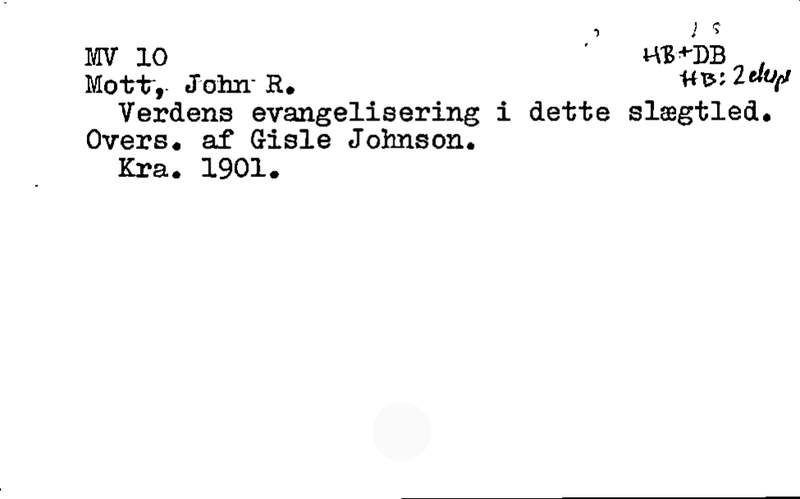 MV 10
HB+DB
Mott, John R.
HB: 2 dupl
Verdens evangelisering i dette slægtled.
Overs. af Gisle Johnson.
Kra. 1901.